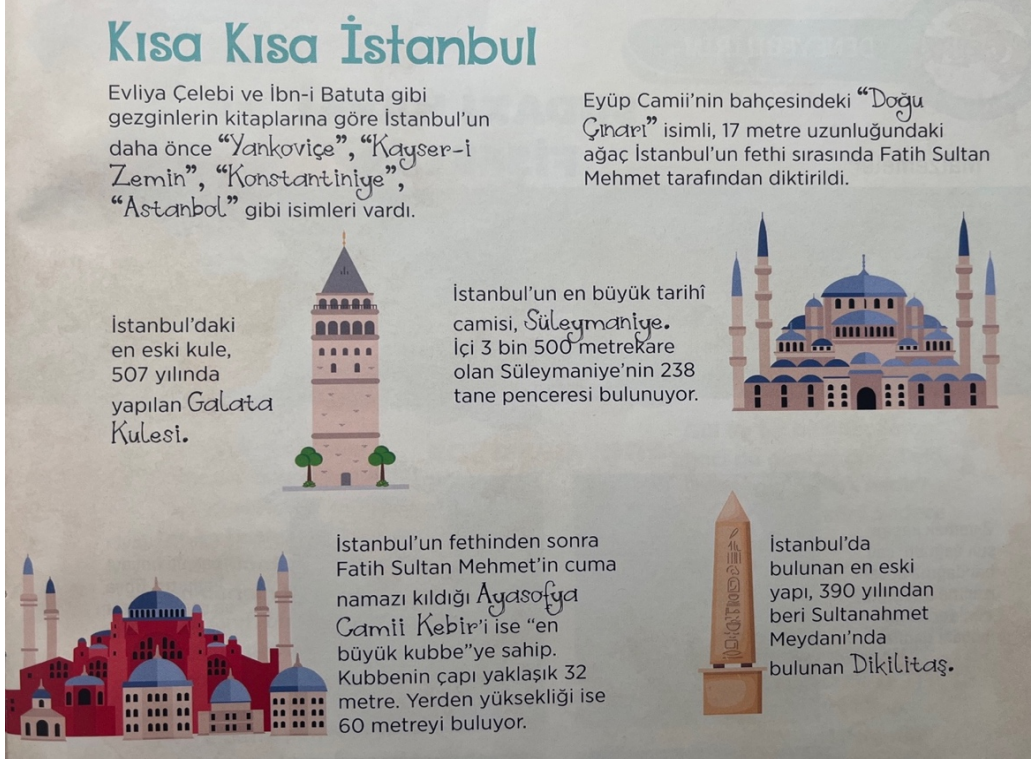 Kısa Kısa İstanbul
Evliya Çelebi ve İbn-i Batuta gibi
gezginlerin kitaplarına göre İstanbul’un
daha önce “Yankoviçe”, “Kayser-i
Zemin”, “Konstantiniye”,
“Astanbol” gibi isimleri vardı.
Eyüp Camii’nin bahçesindeki “Doğu
Çınarı” isimli, 17 metre uzunluğundaki
ağaç İstanbul’un fethi sırasında Fatih Sultan
Mehmet tarafından diktirildi.
İstanbul’daki
en eski kule,
507 yılında
yapılan Galata
Kulesi.
İstanbul’un en büyük tarihî
camisi, Süleymaniye.
İçi 3 bin 500 metrekare
olan Süleymaniye’nin 238
tane penceresi bulunuyor.
İstanbul’un fethinden sonra
Fatih Sultan Mehmet’in cuma
namazı kıldığı Ayasofya
Camii Kebir’i ise “en
büyük kubbe”ye sahip.
Kubbenin çapı yaklaşık 32
metre. Yerden yüksekliği ise
60 metreyi buluyor.
İstanbul’da
bulunan en eski
yapı, 390 yılından
beri Sultanahmet
Meydanı’nda
bulunan Dikilitaş.